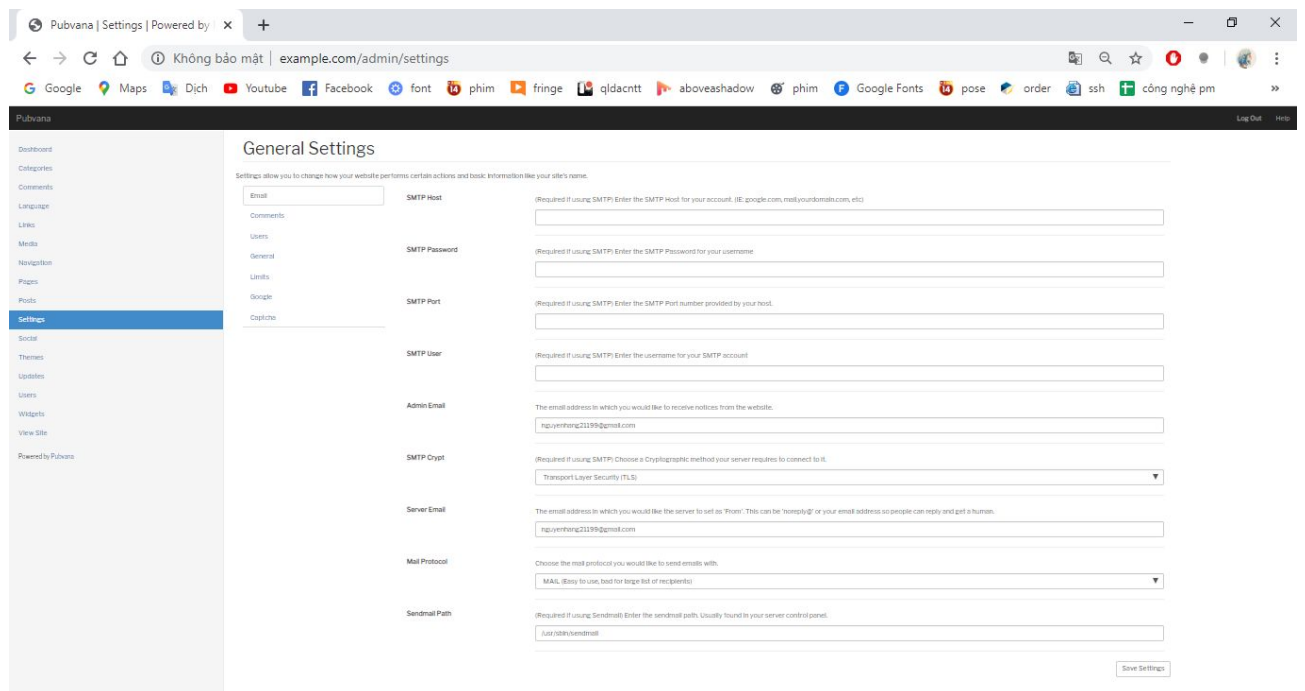 Pubvana | Settings | Powered by
Không bảo mật | example.com/admin/settings
Google Maps Dịch Youtube Facebook font phim fringe qldacntt aboveashadow phim Google Fonts pose order ssh công nghệ pm »
Pubvana Log Out Help
Dashboard
Categories
Comments
Language
Links
Media
Navigation
Pages
Posts
Settings
Social
Themes
Updates
Users
Widgets
View Site
Powered by Pubvana
General Settings
Settings allow you to change how your website performs certain actions and basic information like your site's name.
Email
Comments
Users
General
Limits
Google
Captcha
SMTP Host
(Required if usung SMTP) Enter the SMTP Host for your account. (IE: google.com, mail.yourdomain.com, etc)
SMTP Password
(Required if usung SMTP) Enter the SMTP Password for your username
SMTP Port
(Required if usung SMTP) Enter the SMTP Port number provided by your host.
SMTP User
(Required if usung SMTP) Enter the username for your SMTP account
Admin Email
The email address in which you would like to receive notices from the website.
nguyenhang21199@gmail.com
SMTP Crypt
(Required if usung SMTP) Choose a Cryptographic method your server requires to connect to it.
Transport Layer Security (TLS)
Server Email
The email address in which you would like the server to set as 'From'. This can be 'noreply@' or your email address so people can reply and get a human.
nguyenhang21199@gmail.com
Mail Protocol
Choose the mail protocol you would like to send emails with.
MAIL (Easy to use, bad for large list of recipients)
Sendmail Path
(Required if usung Sendmail) Enter the sendmail path. Usually found in your server control panel.
/usr/sbin/sendmail
Save Settings